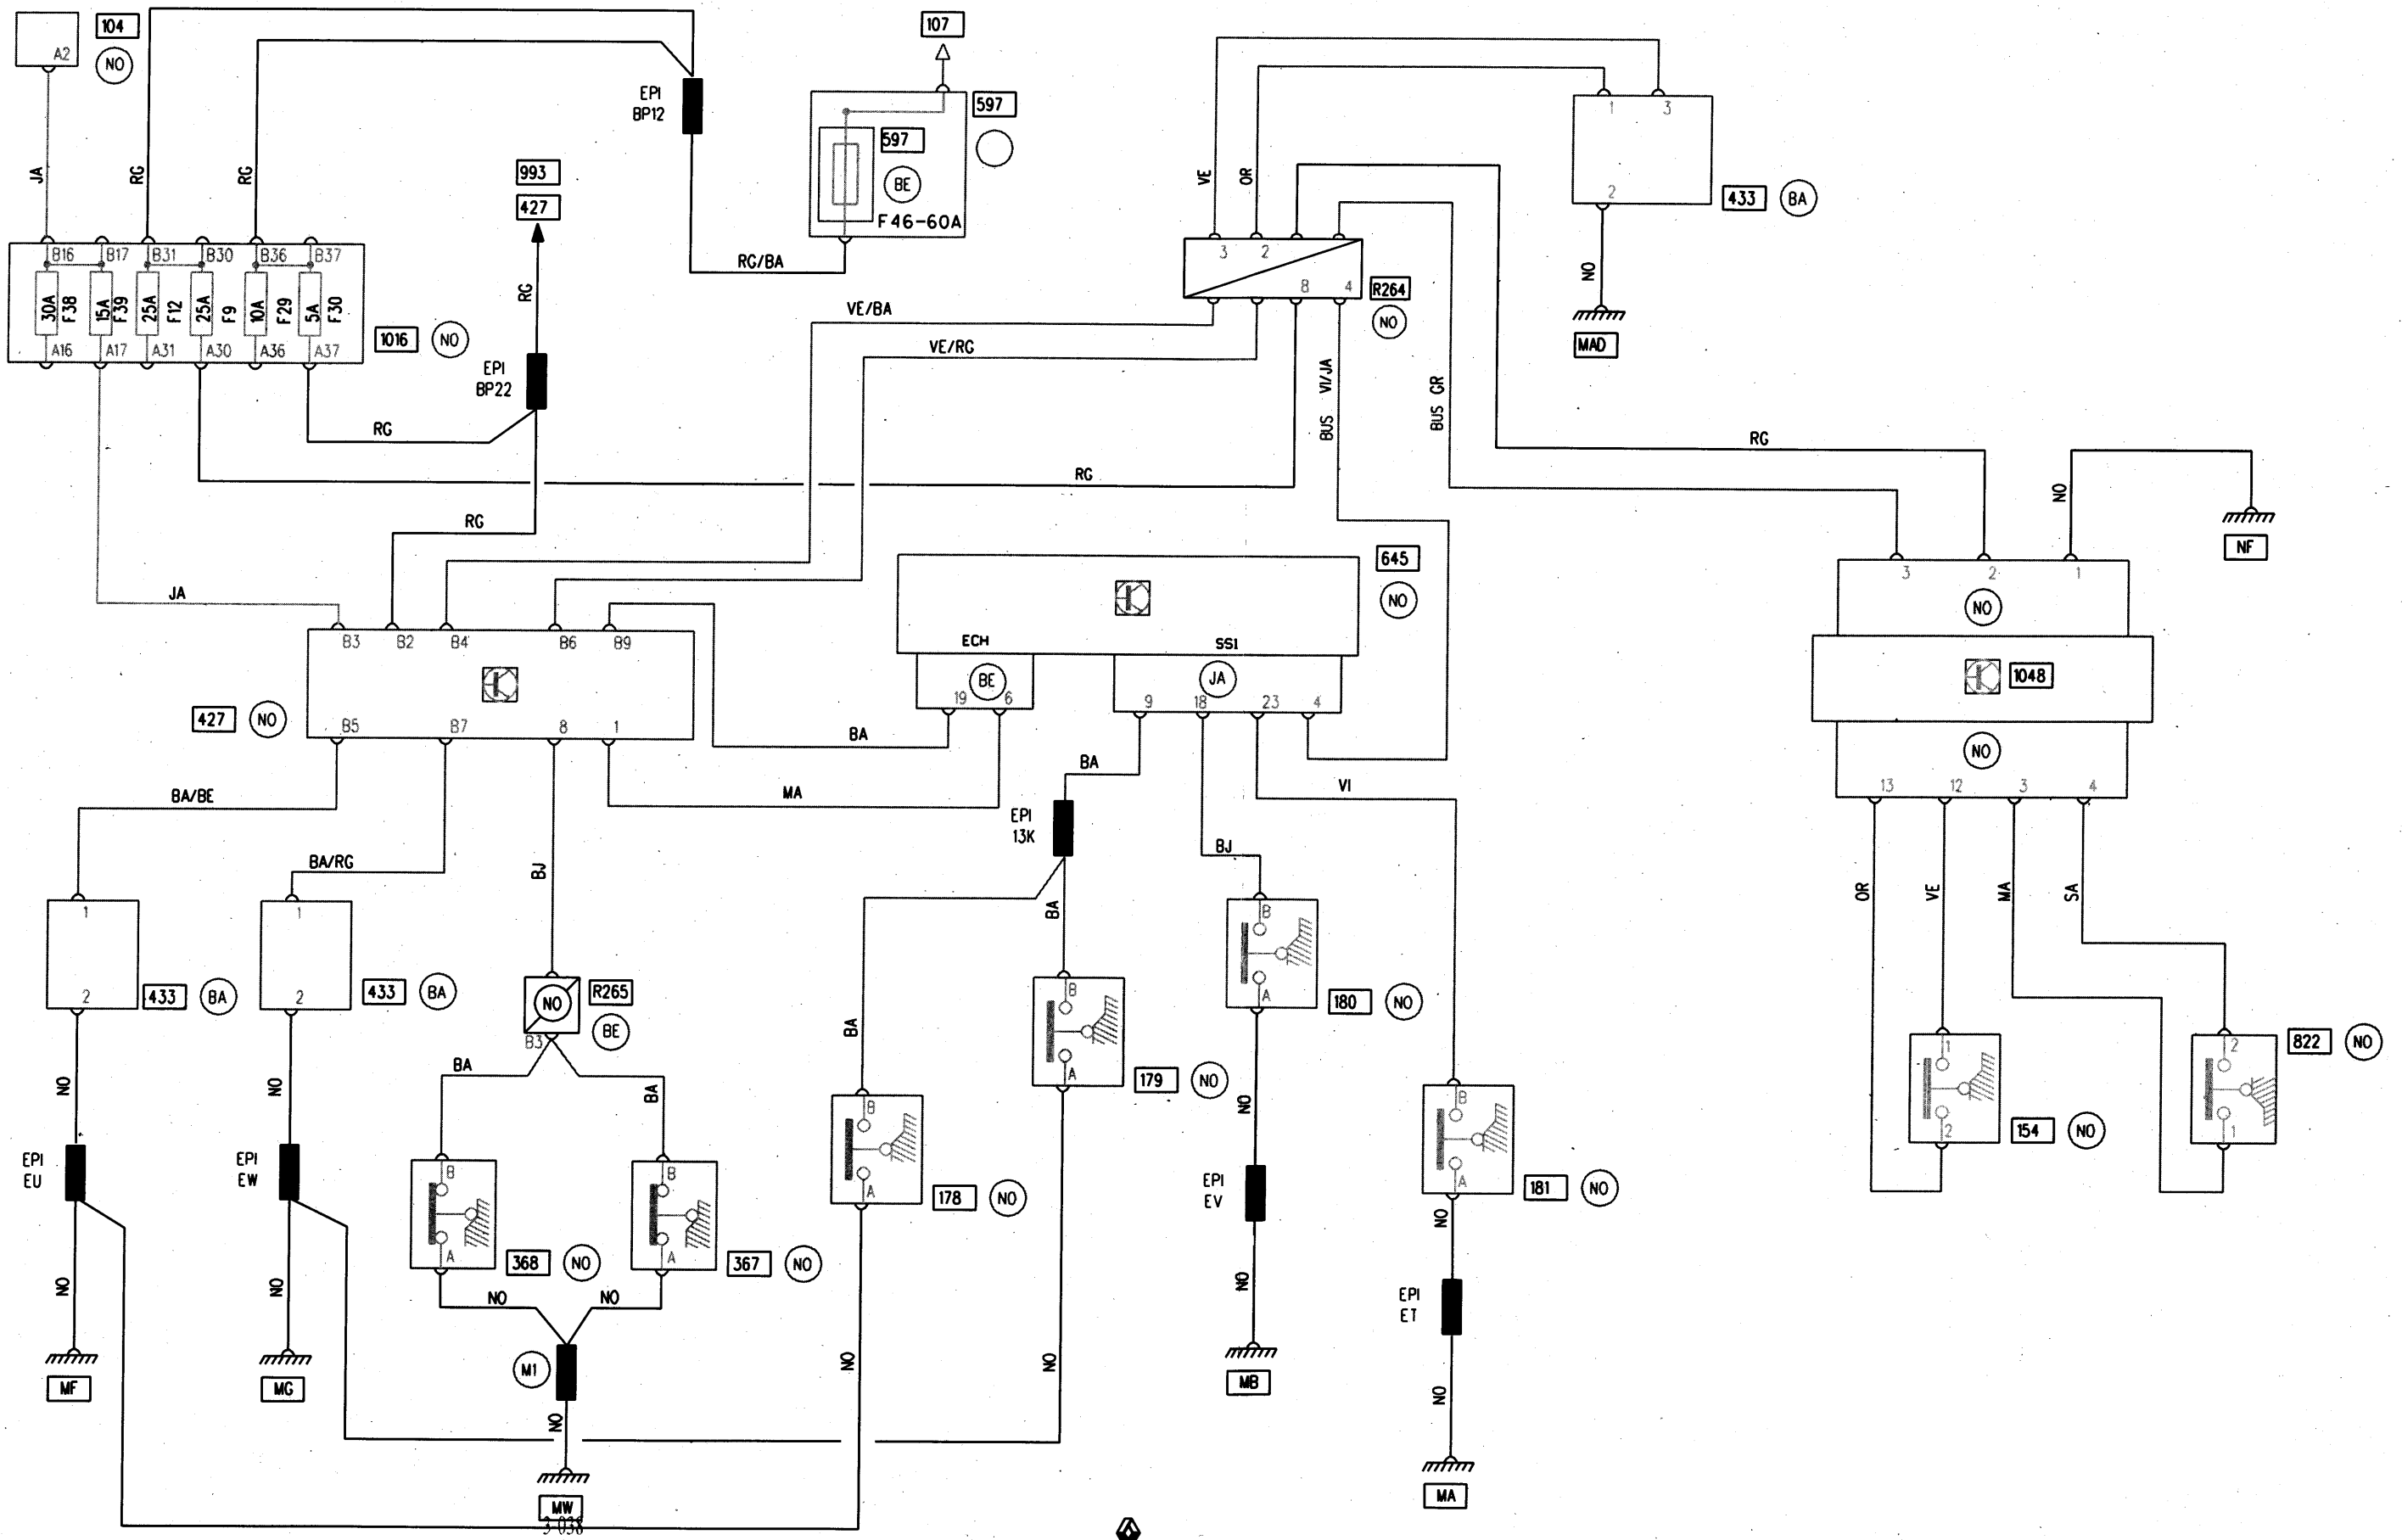 104
A2
NO
107
EPI
BP12
597
597
BE
F46-60A
993
427
JA
RG
RG
RG
RG/BA
VE
OR
1
3
2
433
BA
NO
MAD
3
2
8
4
R264
NO
B16
B17
B31
B30
B36
B37
30A
F38
15A
F39
25A
F12
25A
F9
10A
F29
5A
F30
A16
A17
A31
A30
A36
A37
1016
NO
EPI
BP22
RG
RG
VE/BA
VE/RG
RG
BUS VI/JA
BUS GR
RG
NO
NF
JA
B3
B2
B4
B6
B9
427
NO
B5
B7
8
1
645
NO
ECH
SS1
BE
JA
19
6
9
18
23
4
BA
MA
BA
VI
3
2
1
NO
1048
NO
13
12
3
4
BA/BE
BA/RG
BJ
EPI
13K
BJ
BA
BA
OR
VE
MA
SA
1
2
433
BA
1
2
433
BA
NO
R265
BE
B3
BA
BA
B
A
180
NO
B
A
179
NO
B
A
178
NO
B
A
181
NO
1
2
154
NO
2
1
822
NO
NO
NO
NO
NO
EPI
EU
EPI
EW
EPI
EV
EPI
ET
B
A
368
NO
B
A
367
NO
NO
NO
NO
NO
NO
NO
NO
NO
NO
M1
NO
MF
MG
MB
MA
MW
3-038